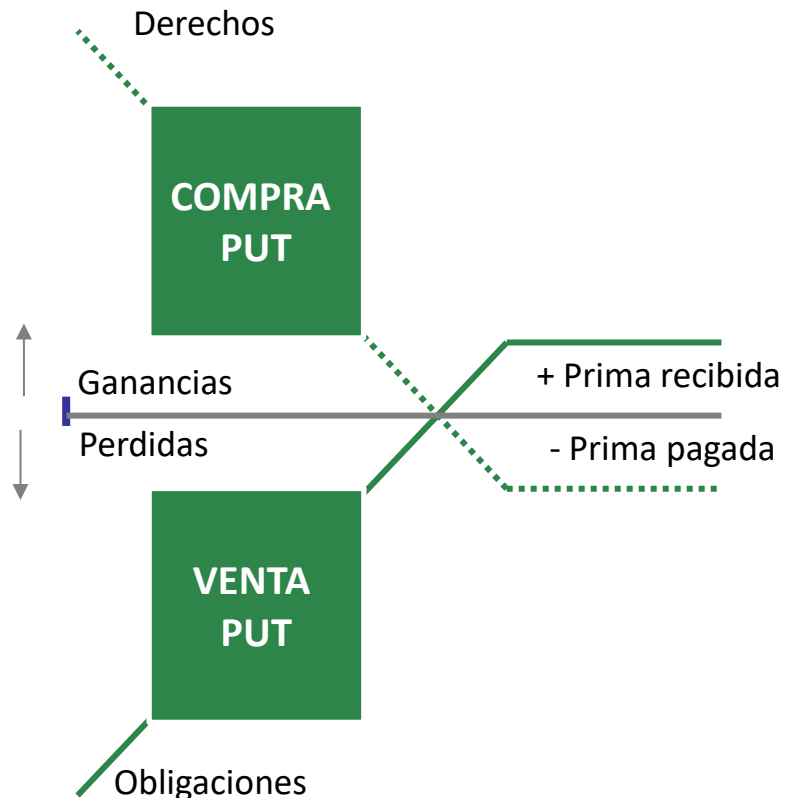 Derechos
COMPRA
PUT
Ganancias
+ Prima recibida
Perdidas
- Prima pagada
VENTA
PUT
Obligaciones